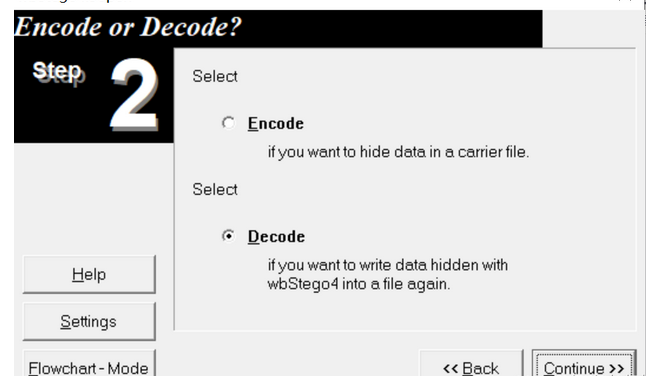 Encode or Decode?
Step 2
Select
Encode
if you want to hide data in a carrier file.
Select
Decode
if you want to write data hidden with
wbStego4 into a file again.
Help
Settings
Flowchart - Mode
<< Back
Continue >>